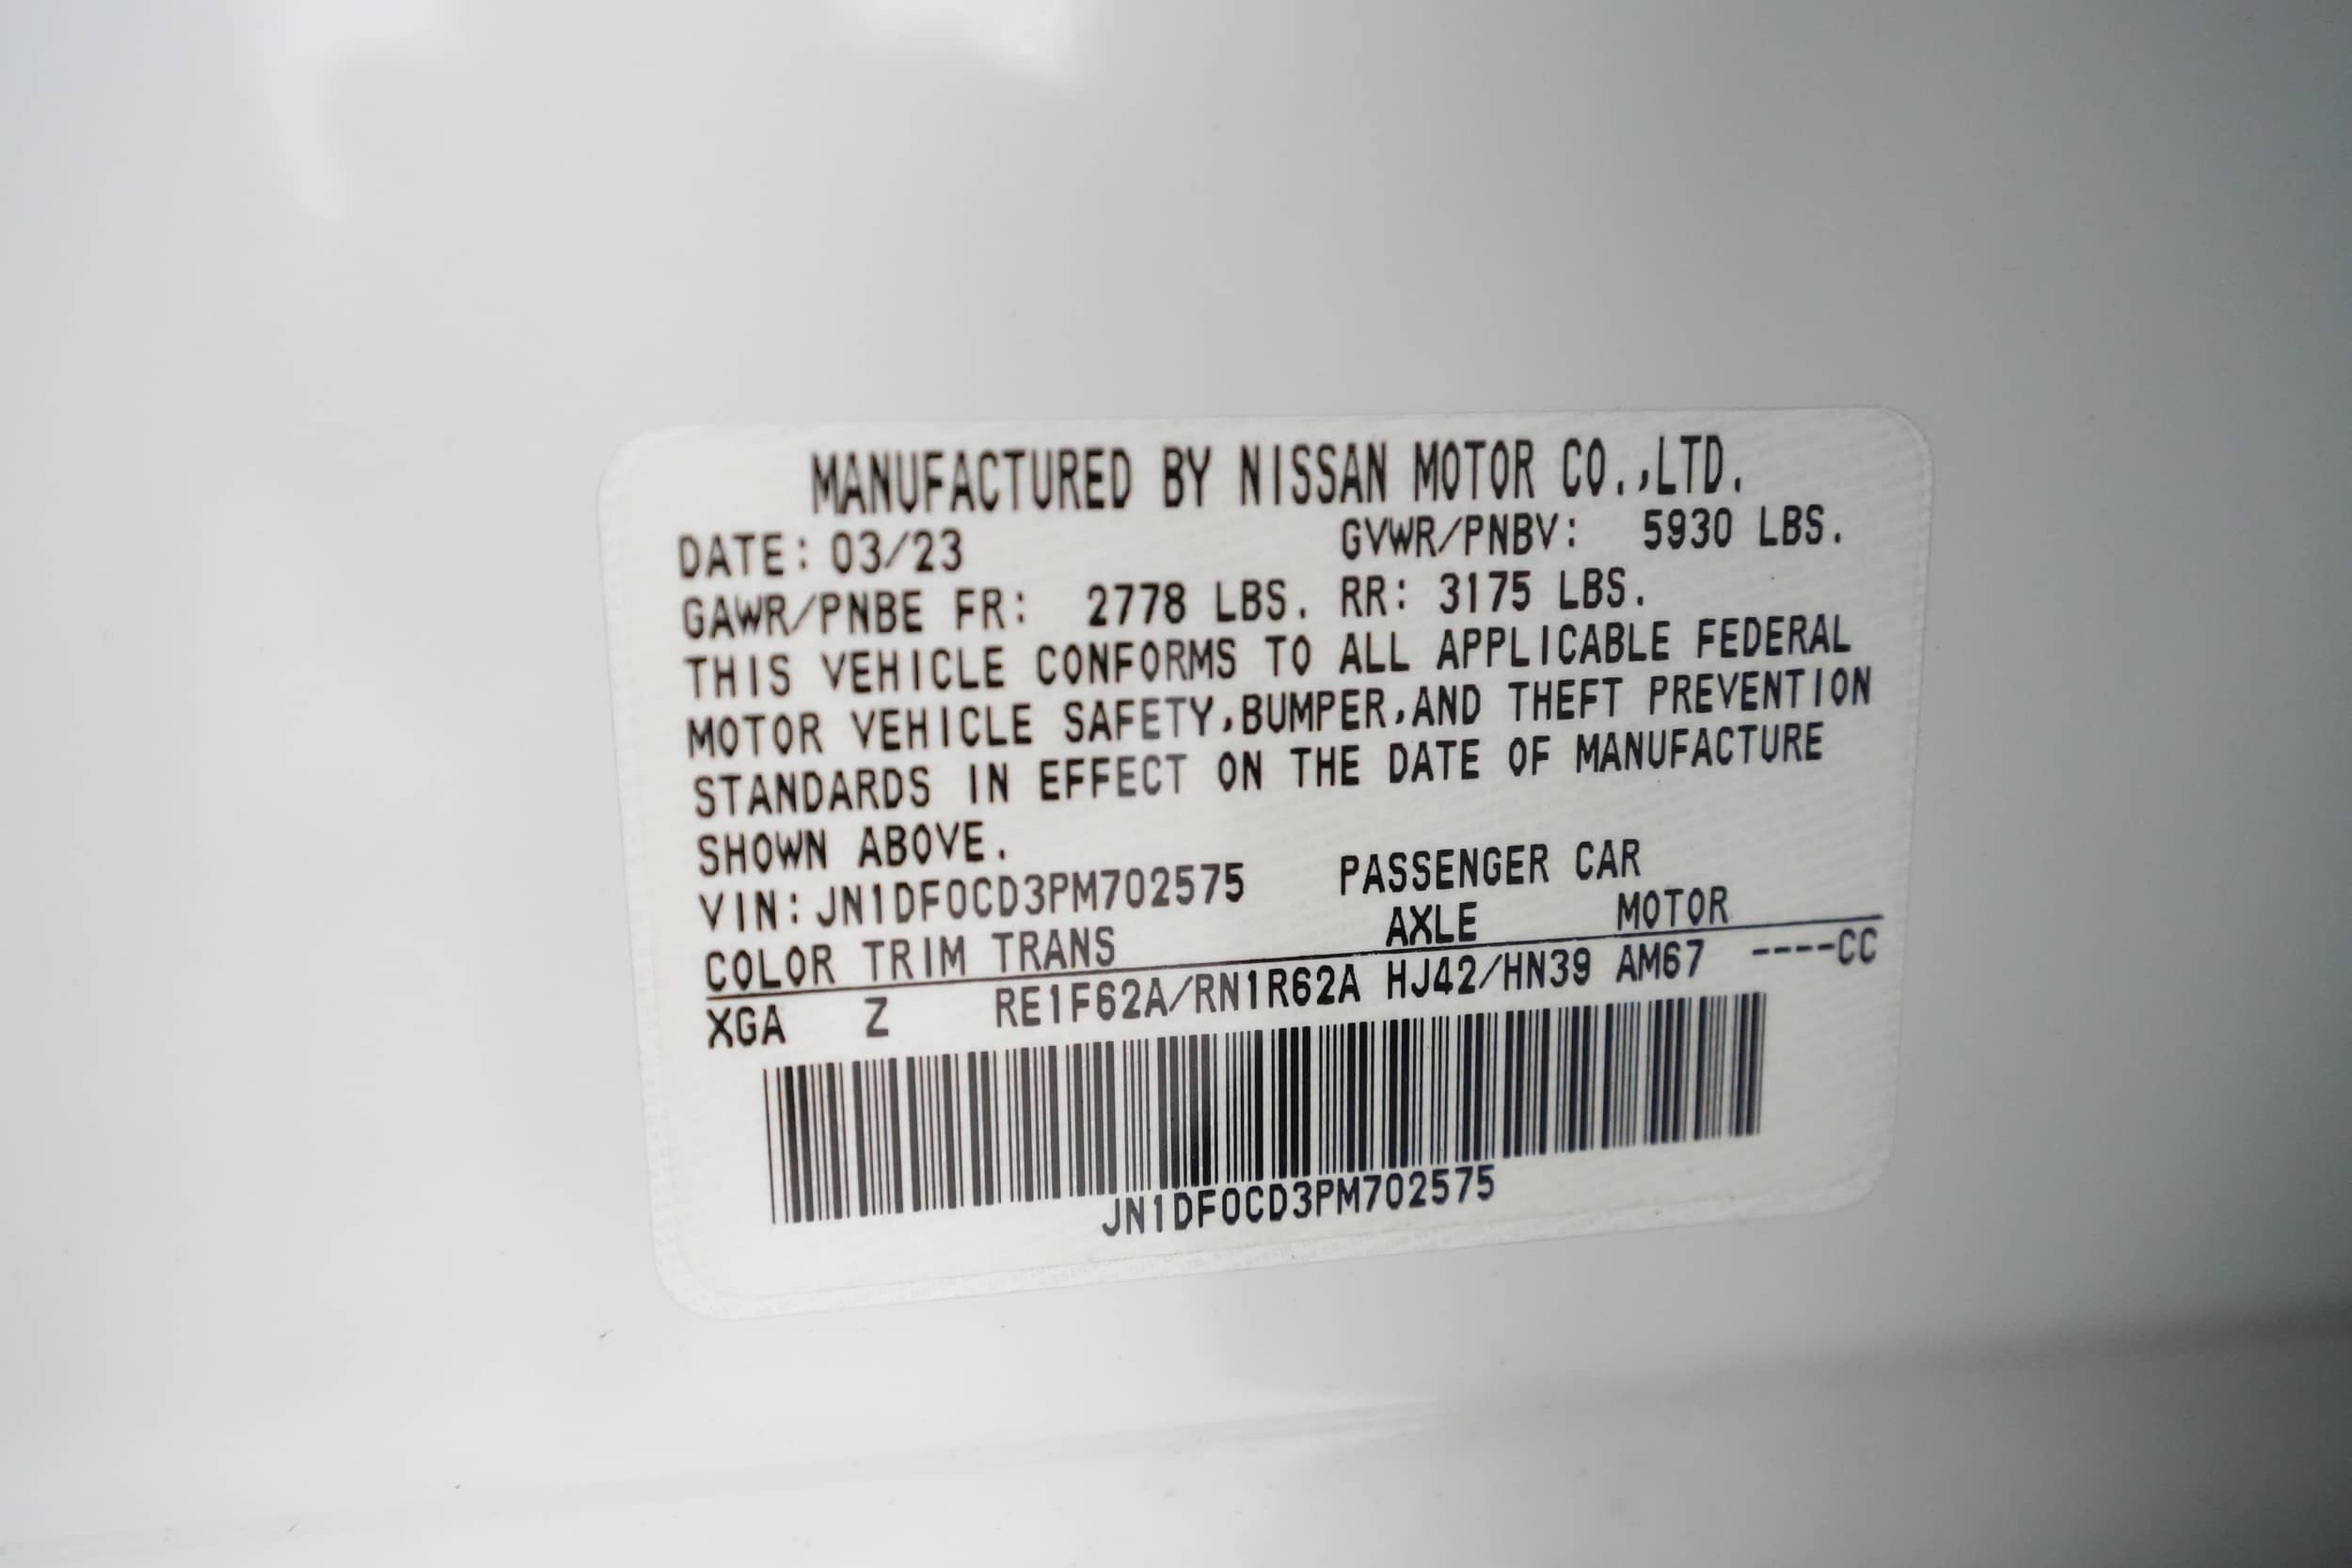 MANUFACTURED BY NISSAN MOTOR CO.,LTD.
DATE: 03/23 GVWR/PNBV: 5930 LBS.
GAWR/PNBE FR: 2778 LBS. RR: 3175 LBS.
THIS VEHICLE CONFORMS TO ALL APPLICABLE FEDERAL
MOTOR VEHICLE SAFETY,BUMPER,AND THEFT PREVENTION
STANDARDS IN EFFECT ON THE DATE OF MANUFACTURE
SHOWN ABOVE.
VIN:JN1DF0CD3PM702575 PASSENGER CAR
COLOR TRIM TRANS AXLE MOTOR
XGA Z RE1F62A/RN1R62A HJ42/HN39 AM67 ----CC
JN1DF0CD3PM702575